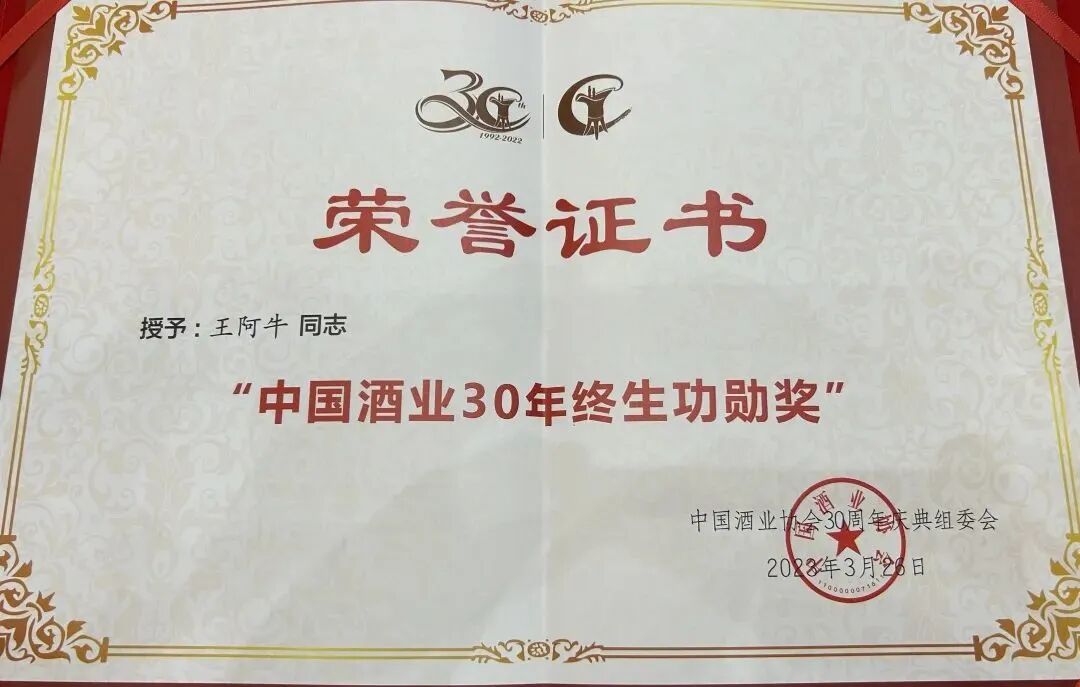 30th
1992-2022
荣誉证书
授予：王阿牛 同志
“中国酒业30年终生功勋奖”
中国酒业协会30周年庆典组委会
2023年3月26日